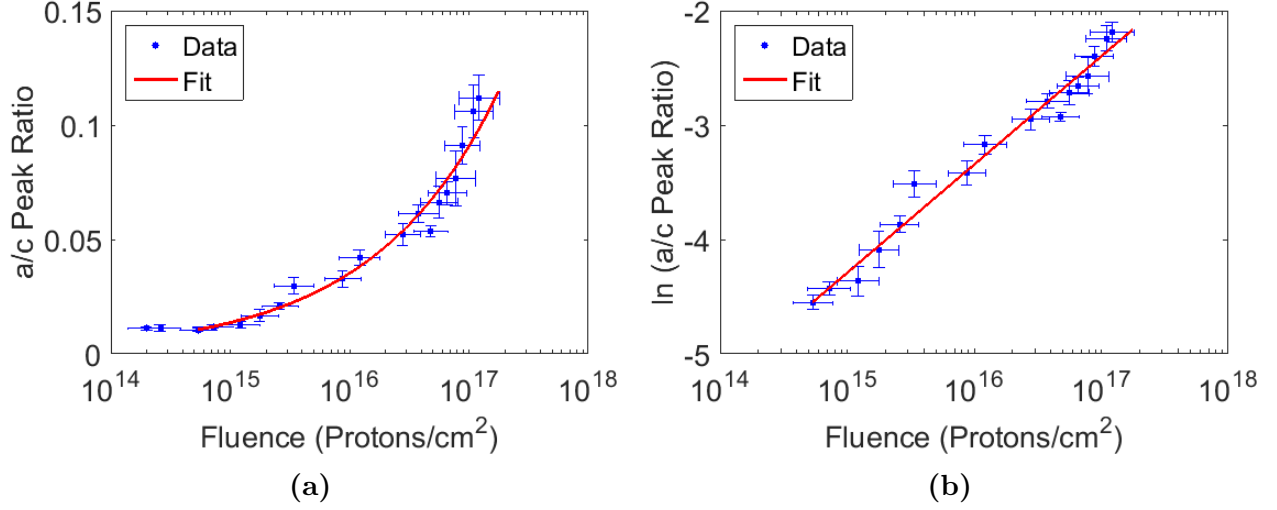 a/c Peak Ratio
0.15
0.1
0.05
0
Data
Fit
10^14 10^15 10^16 10^17 10^18
Fluence (Protons/cm^2)
(a)
ln (a/c Peak Ratio)
-2
-3
-4
-5
Data
Fit
10^14 10^15 10^16 10^17 10^18
Fluence (Protons/cm^2)
(b)